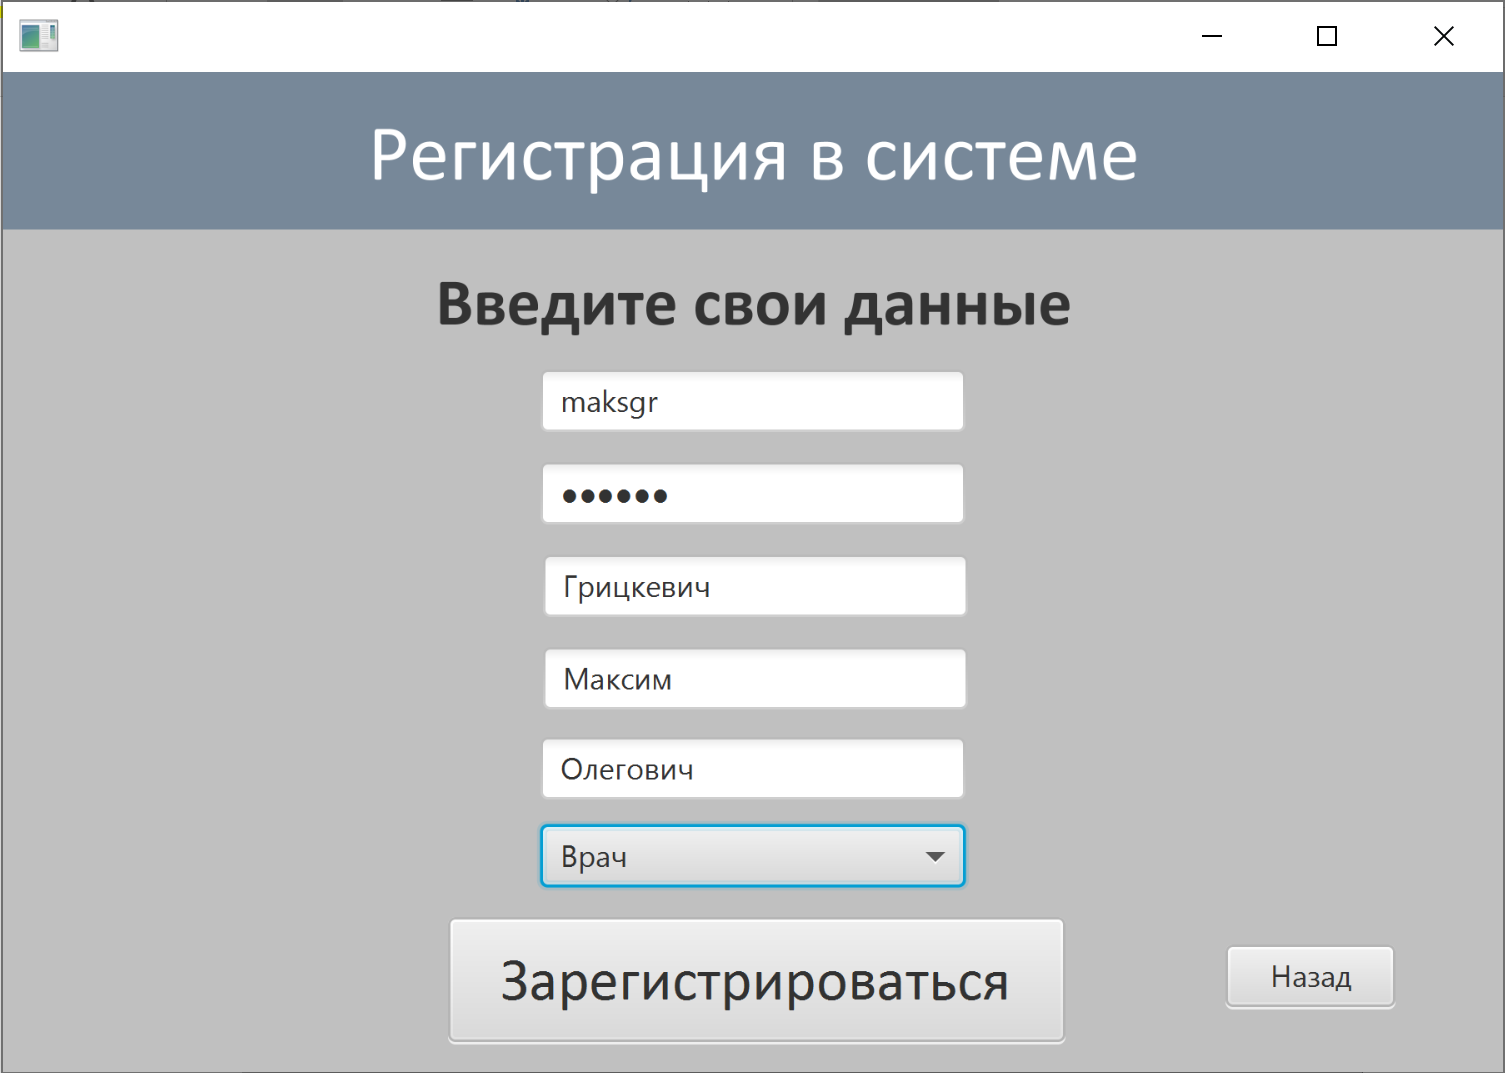 Регистрация в системе
Введите свои данные
maksgr
••••••
Грицкевич
Максим
Олегович
Врач
Зарегистрироваться
Назад